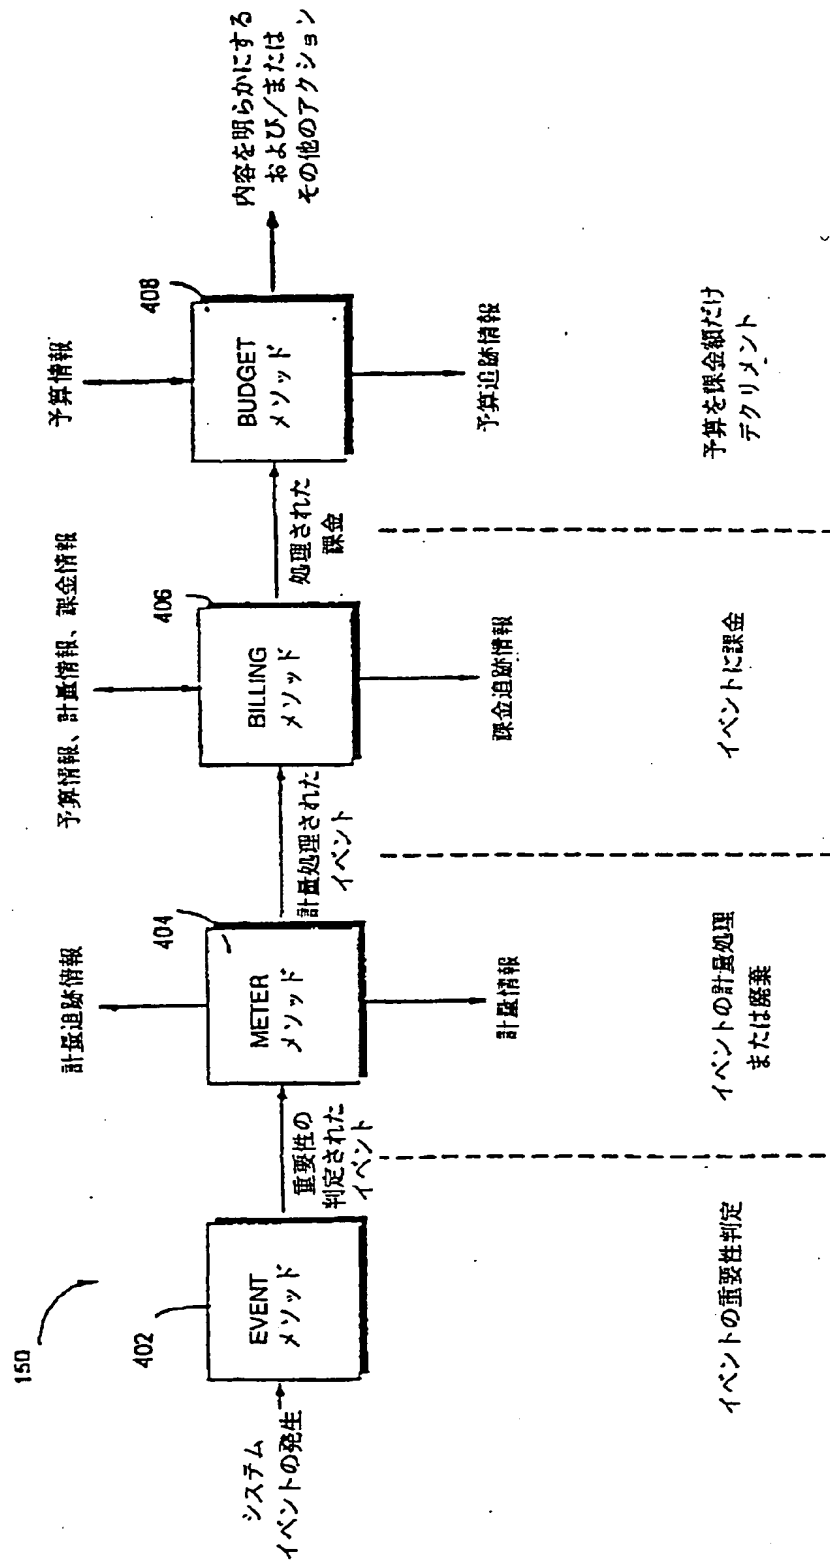 150
システム
イベントの発生
402
EVENT
メソッド
重要性の
判定された
イベント
イベントの重要性判定
計量追跡情報
404
METER
メソッド
計量情報
計量処理された
イベント
イベントの計量処理
または廃棄
予算情報、計量情報、課金情報
406
BILLING
メソッド
課金追跡情報
処理された
課金
イベントに課金
予算情報
408
BUDGET
メソッド
予算追跡情報
内容を明らかにする
および/または
その他のアクション
予算を課金額だけ
デクリメント